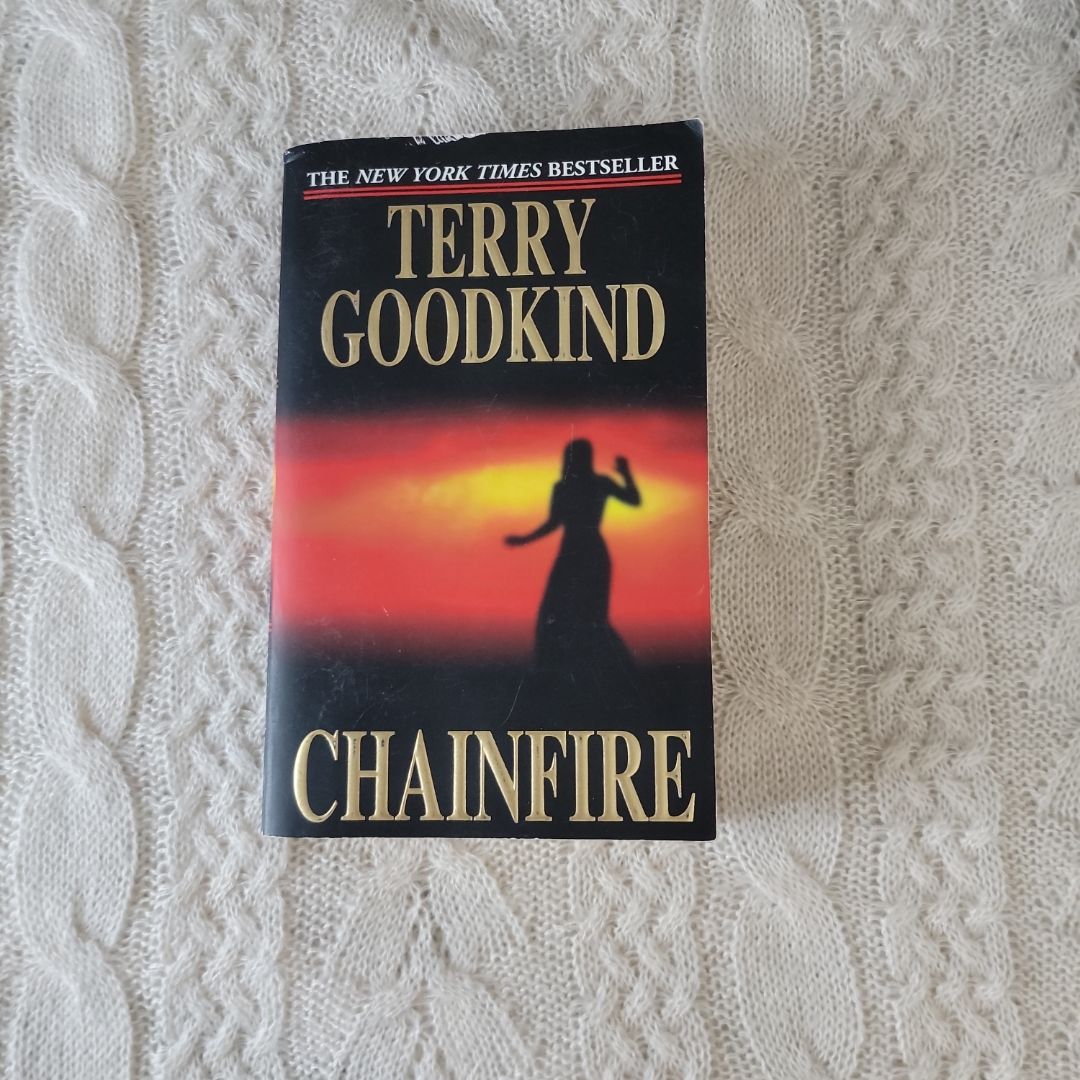 THE NEW YORK TIMES BESTSELLER
TERRY
GOODKIND
CHAINFIRE